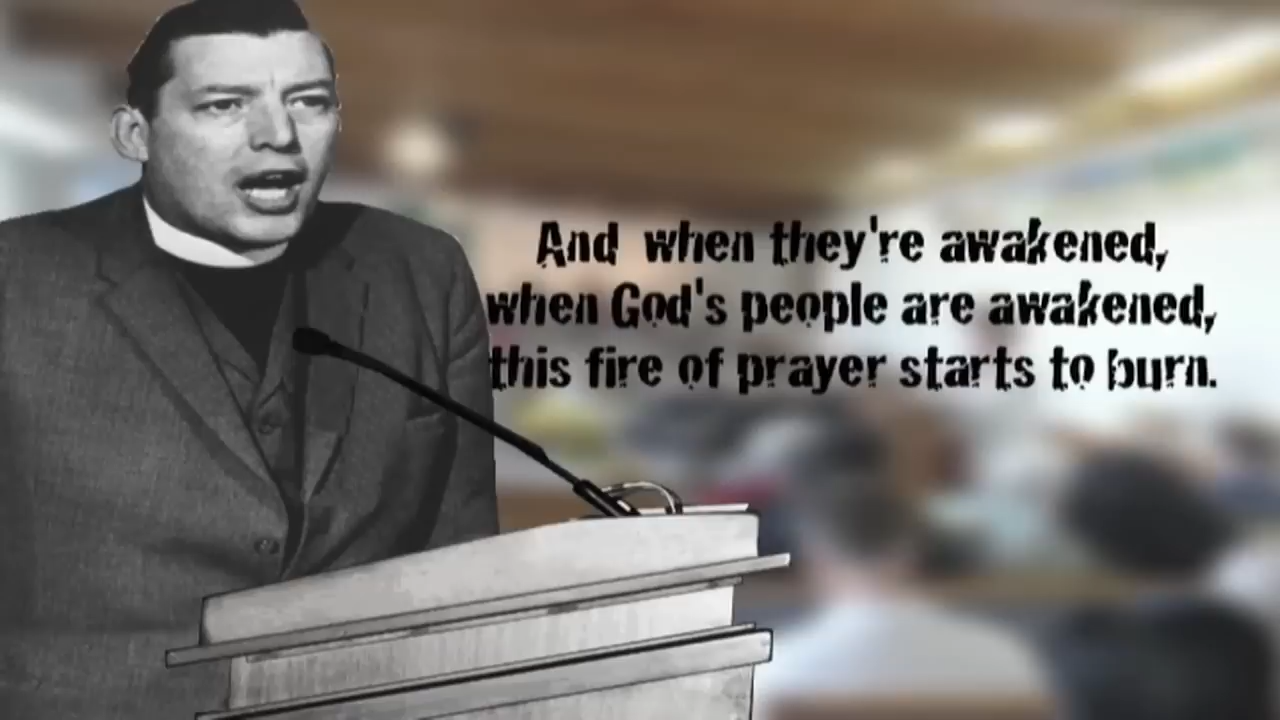 And when they're awakened,
when God's people are awakened,
this fire of prayer starts to burn.